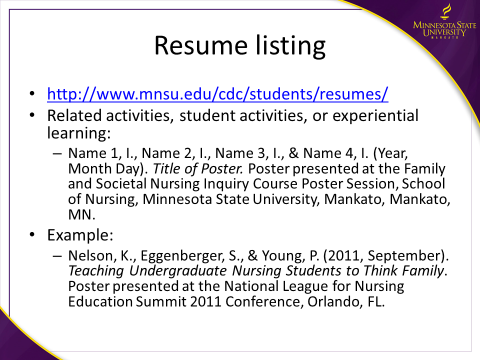 MINNESOTA STATE
UNIVERSITY
MANKATO
Resume listing
• http://www.mnsu.edu/cdc/students/resumes/
• Related activities, student activities, or experiential
learning:
– Name 1, I., Name 2, I., Name 3, I., & Name 4, I. (Year,
Month Day). Title of Poster. Poster presented at the Family
and Societal Nursing Inquiry Course Poster Session, School
of Nursing, Minnesota State University, Mankato, Mankato,
MN.
• Example:
– Nelson, K., Eggenberger, S., & Young, P. (2011, September).
Teaching Undergraduate Nursing Students to Think Family.
Poster presented at the National League for Nursing
Education Summit 2011 Conference, Orlando, FL.